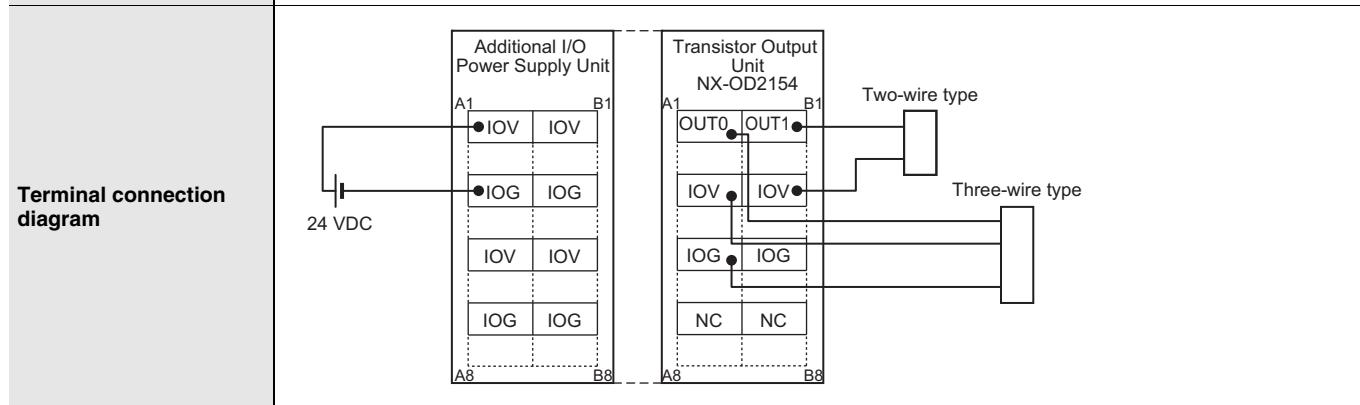 Terminal connection
diagram
24 VDC
Additional I/O
Power Supply Unit
A1 B1
IOV IOV
IOG IOG
IOV IOV
IOG IOG
A8 B8
Transistor Output
Unit
NX-OD2154
A1 B1
OUT0 OUT1
IOV IOV
IOG IOG
NC NC
A8 B8
Two-wire type
Three-wire type